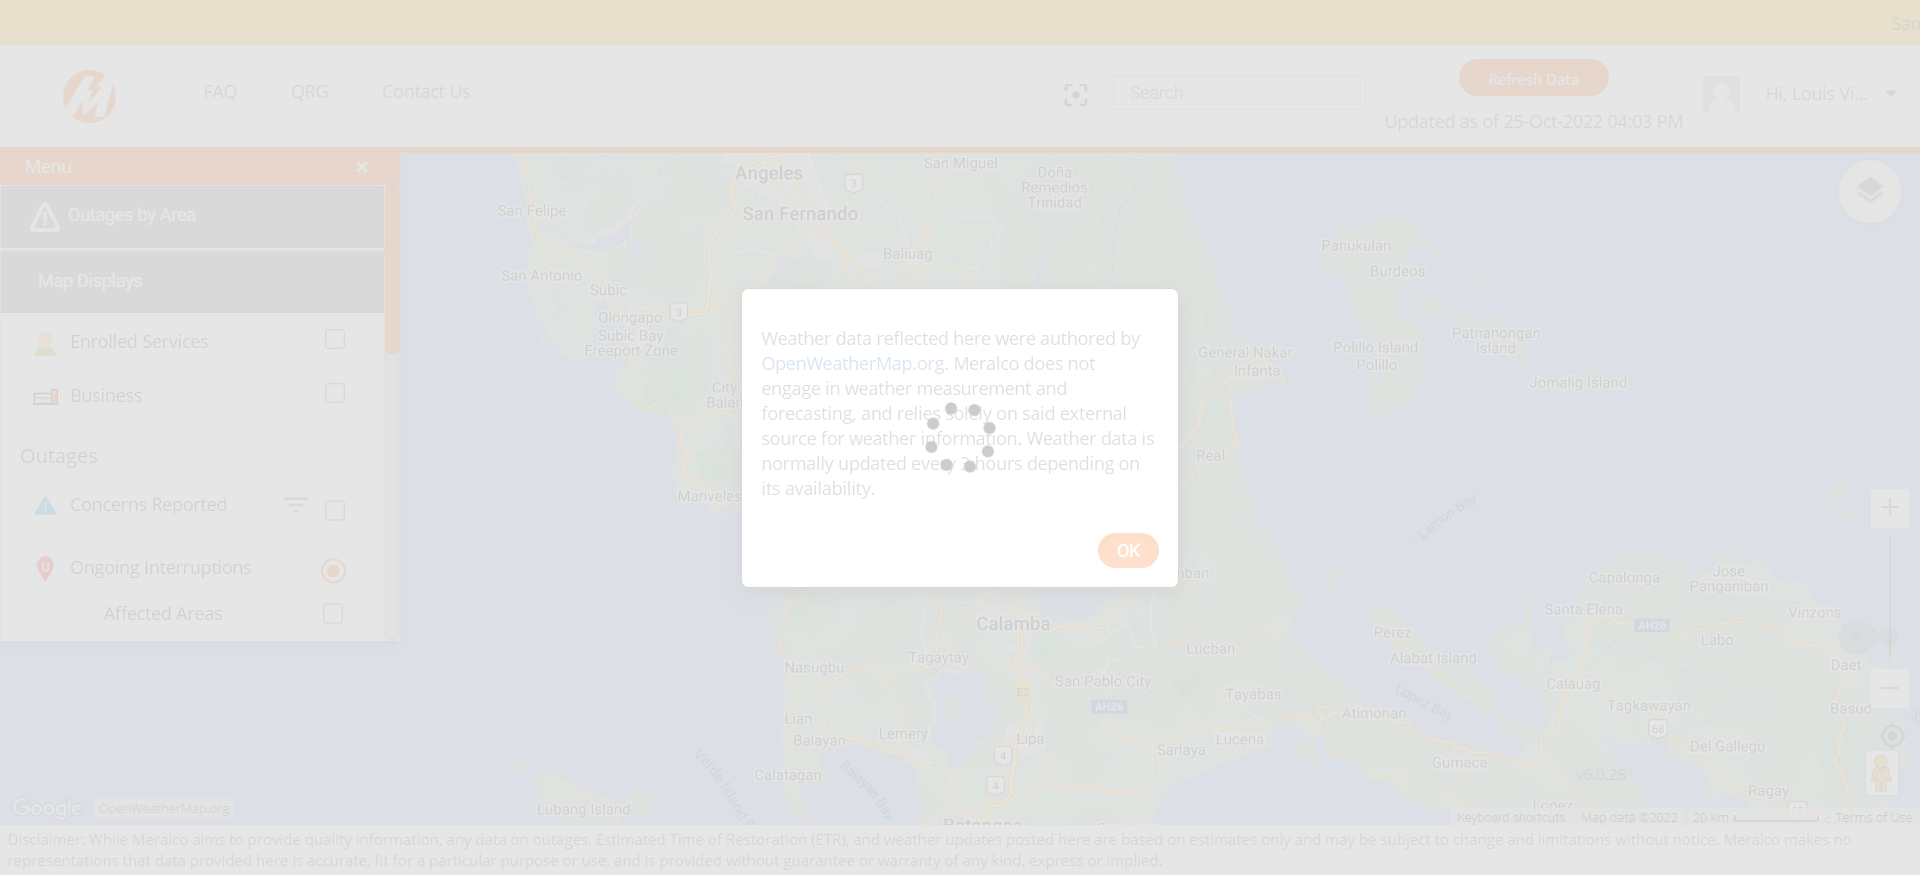 San
FAQ
QRG
Contact Us
Search
Refresh Data
Updated as of 25-Oct-2022 04:03 PM
Hi, Louis Vi...
Menu
Outages by Area
Map Displays
Enrolled Services
Business
Outages
Concerns Reported
Ongoing Interruptions
Affected Areas
Weather data reflected here were authored by
OpenWeatherMap.org. Meralco does not
engage in weather measurement and
forecasting, and relies solely on said external
source for weather information. Weather data is
normally updated every 3 hours depending on
its availability.
OK
Angeles
3
San Miguel
Doña
Remedios
Trinidad
San Felipe
San Fernando
Baliuag
San Antonio
Subic
3
Olongapo
Subic Bay
Freeport Zone
City
Balan
Mariveles
Panukulan
Burdeos
Patnanongan
Island
Polillo Island
Polillo
Jomalig Island
General Nakar
Infanta
Real
Lamon Bay
Calamba
Nasugbu
Tagaytay
Lucban
San Pablo City
E2
AH26
Tayabas
Lian
Balayan
Lemery
Lipa
4
Sariaya
Lucena
Calatagan
Balayan Bay
4
Verde Island
Lubang Island
Batangas
Perez
Alabat Island
Lopez Bay
Atimonan
Gumaca
Lopez
Capalonga
Jose
Panganiban
Santa Elena
AH26
Vinzons
Labo
Daet
Calauag
Tagkawayan
Basud
68
Del Gallego
Ragay
v6.0.28
Google
OpenWeatherMap.org
Keyboard shortcuts
Map data ©2022
20 km
Terms of Use
Disclaimer: While Meralco aims to provide quality information, any data on outages, Estimated Time of Restoration (ETR), and weather updates posted here are based on estimates only and may be subject to change and limitations without notice. Meralco makes no
representations that data provided here is accurate, fit for a particular purpose or use, and is provided without guarantee or warranty of any kind, express or implied.